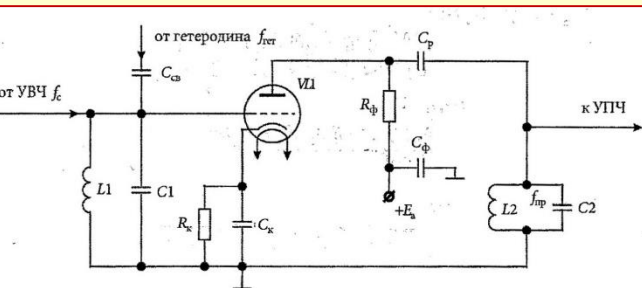 от гетеродина fгет
Cсв
от УВЧ fс
VL1
Cр
Rф
к УПЧ
Cф
+Eа
L1
C1
Rк
Cк
L2
fпр
C2